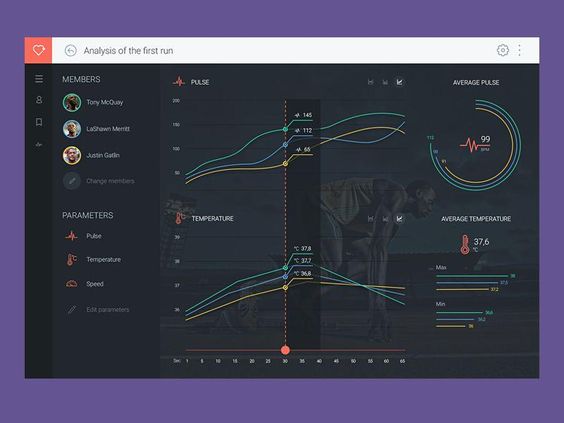 Analysis of the first run
MEMBERS
Tony McQuay
LaShawn Merritt
Justin Gatlin
Change members
PARAMETERS
Pulse
Temperature
Speed
Edit parameters
PULSE
200
150
100
50
145
112
65
TEMPERATURE
39
38
37
36
°C 37,8
°C 37,7
°C 36,8
Sec 1 5 10 15 20 25 30 35 40 45 50 55 60 65
AVERAGE PULSE
112
99
91
99
BPM
AVERAGE TEMPERATURE
37,6
°C
Max
38
37,5
37,2
Min
36,6
36,2
36